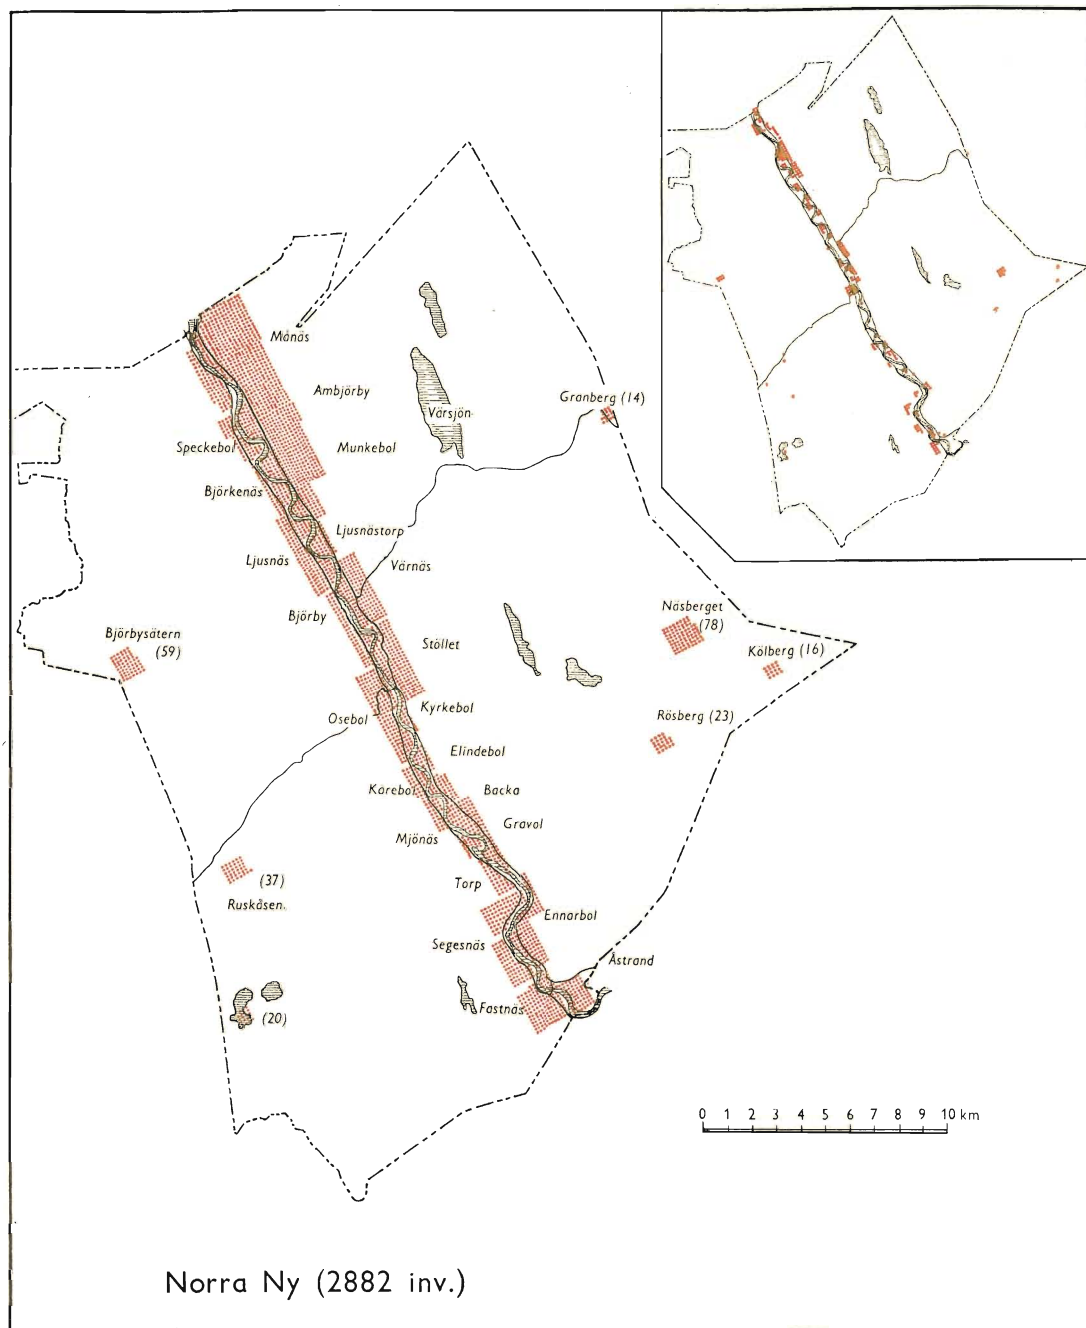 Månäs
Ambjörby
Värsjön
Granberg (14)
Speckebol
Munkebol
Björkenäs
Ljusnästorp
Ljusnäs
Värnäs
Björby
Näsberget
(78)
Björbysätern
(59)
Stöllet
Kölberg (16)
Osebol
Kyrkebol
Rösberg (23)
Elindebol
Kårebol
Backa
Mjönäs
Gravol
(37)
Ruskåsen.
Torp
Ennarbol
Segesnäs
Åstrand
(20)
Fastnäs
0 1 2 3 4 5 6 7 8 9 10 km
Norra Ny (2882 inv.)